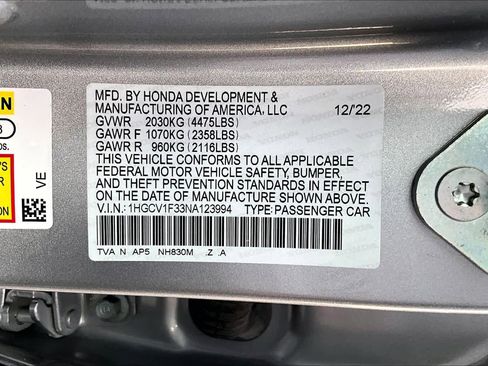 MFD. BY HONDA DEVELOPMENT &
MANUFACTURING OF AMERICA, LLC 12/'22
GVWR 2030KG (4475LBS)
GAWR F 1070KG (2358LBS)
GAWR R 960KG (2116LBS)
THIS VEHICLE CONFORMS TO ALL APPLICABLE
FEDERAL MOTOR VEHICLE SAFETY, BUMPER,
AND THEFT PREVENTION STANDARDS IN EFFECT
ON THE DATE OF MANUFACTURE SHOWN ABOVE.
V.I.N.: 1HGCV1F33NA123994 TYPE: PASSENGER CAR
TVA N AP5 NH830M .Z .A
VE